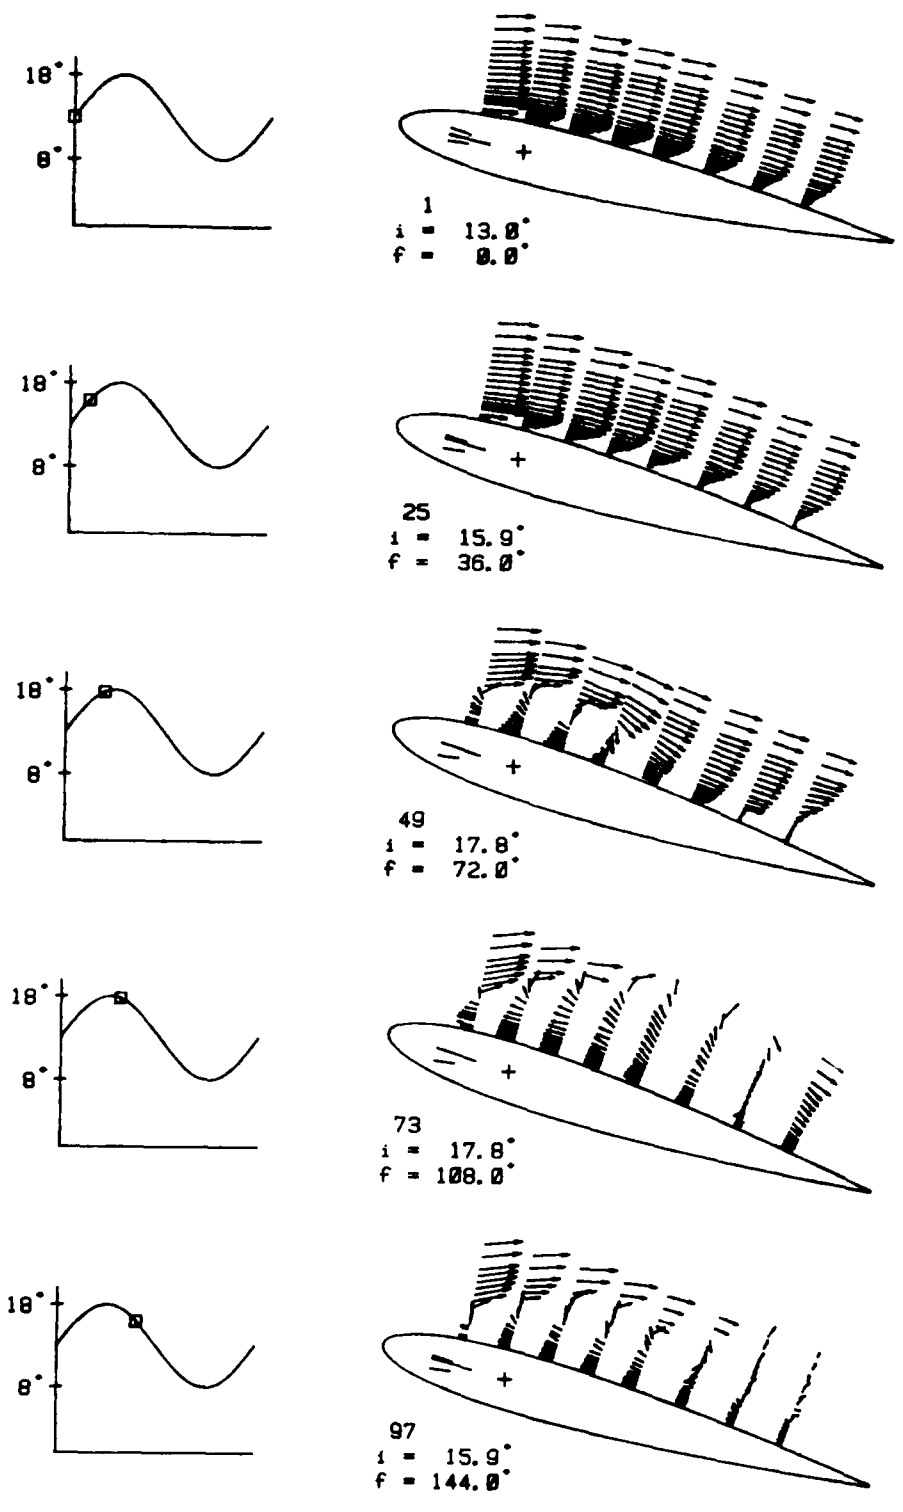 18°
8°
1
i = 13.0°
f = 0.0°
18°
8°
25
i = 15.9°
f = 36.0°
18°
8°
49
i = 17.8°
f = 72.0°
18°
8°
73
i = 17.8°
f = 108.0°
18°
8°
97
i = 15.9°
f = 144.0°